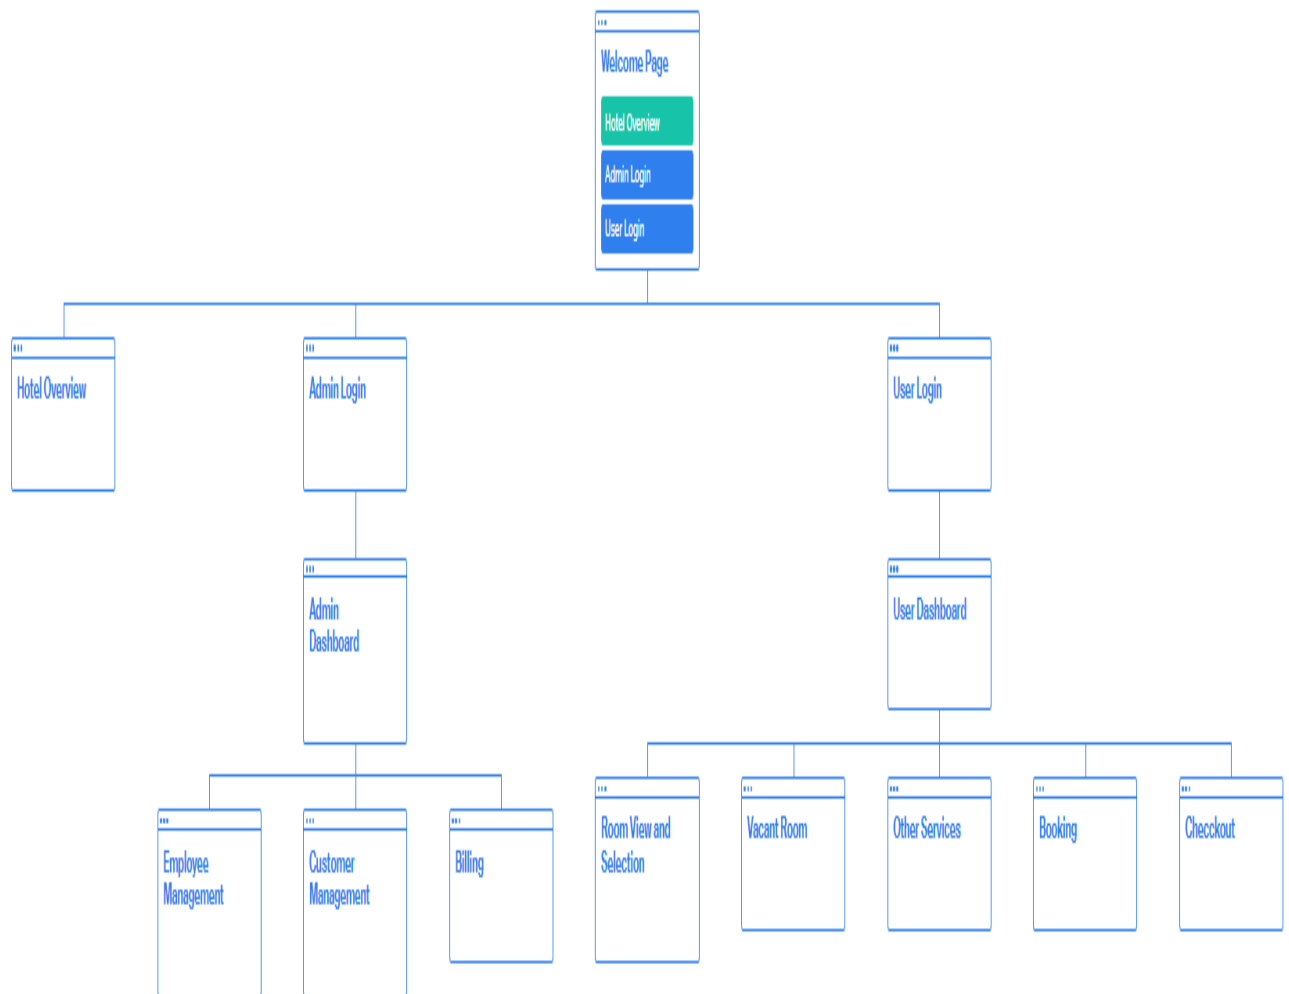 Welcome Page
Hotel Overview
Admin Login
User Login
Hotel Overview
Admin Login
User Login
Admin
Dashboard
User Dashboard
Employee
Management
Customer
Management
Billing
Room View and
Selection
Vacant Room
Other Services
Booking
Checckout